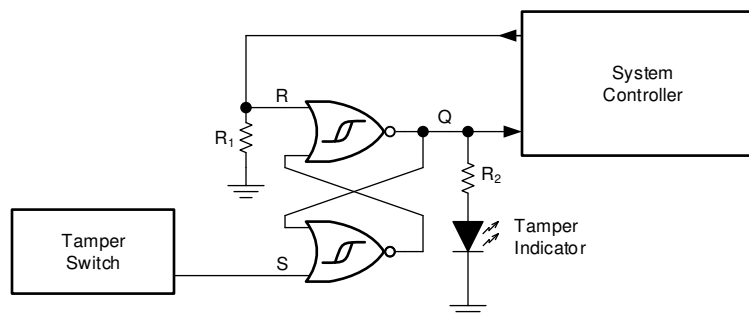 System
Controller
R
Q
R1
R2
Tamper
Switch
S
Tamper
Indicator